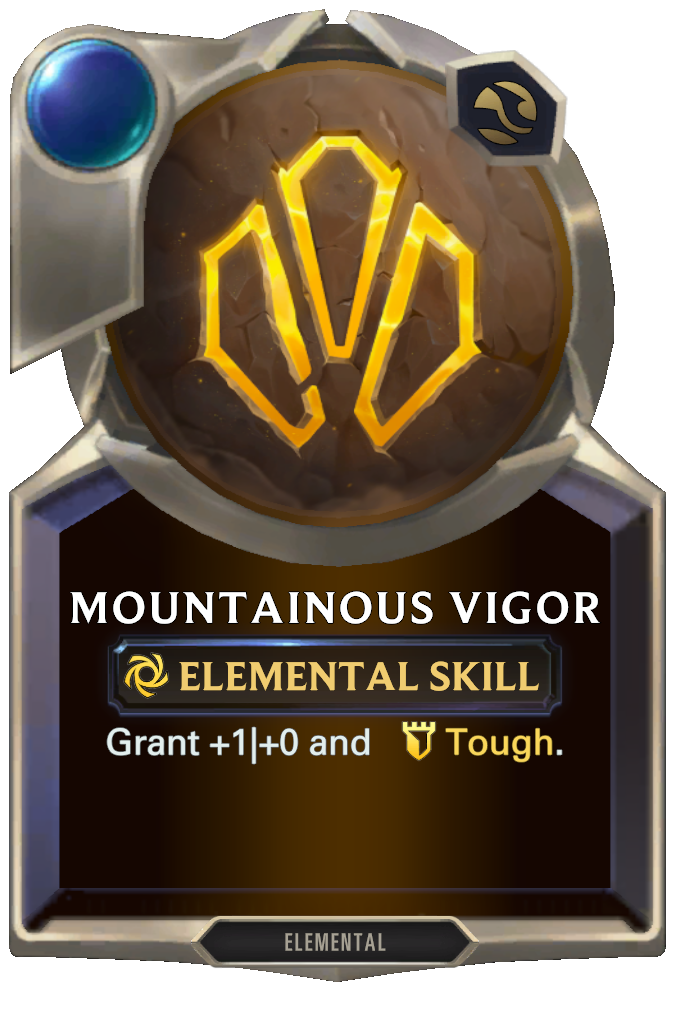 MOUNTAINOUS VIGOR
ELEMENTAL SKILL
Grant +1|+0 and Tough.
ELEMENTAL